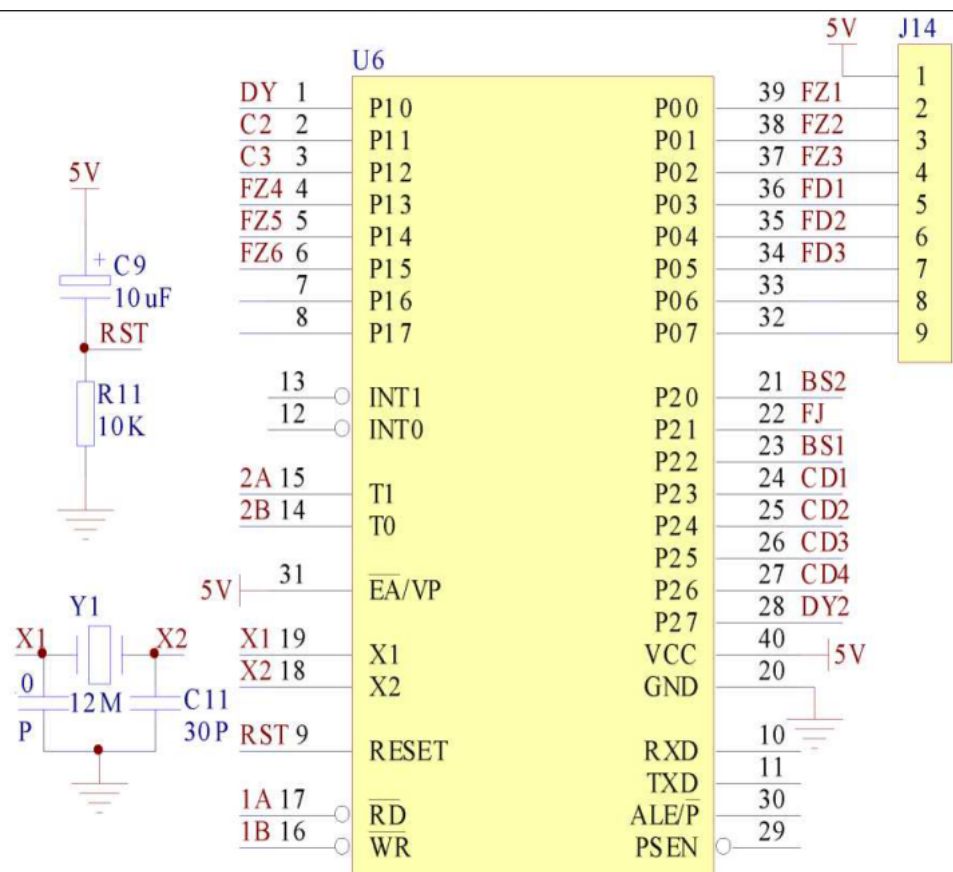 5V J14
U6
DY 1 P10 P00 39 FZ1 1
C2 2 P11 P01 38 FZ2 2
C3 3 P12 P02 37 FZ3 3
5V FZ4 4 P13 P03 36 FD1 4
FZ5 5 P14 P04 35 FD2 5
FZ6 6 P15 P05 34 FD3 6
+ C9 7 P16 P06 33 7
10uF 8 P17 P07 32 8
RST 9
R11 13 INT1 P20 21 BS2
10K 12 INT0 P21 22 FJ
P22 23 BS1
2A 15 T1 P23 24 CD1
2B 14 T0 P24 25 CD2
P25 26 CD3
5V 31 EA/VP P26 27 CD4
Y1 P27 28 DY2
X1 X2 X1 19 X1 VCC 40 5V
0 12M C11 X2 18 X2 GND 20
P 30P RST 9 RESET RXD 10
TXD 11
1A 17 RD ALE/P 30
1B 16 WR PSEN 29